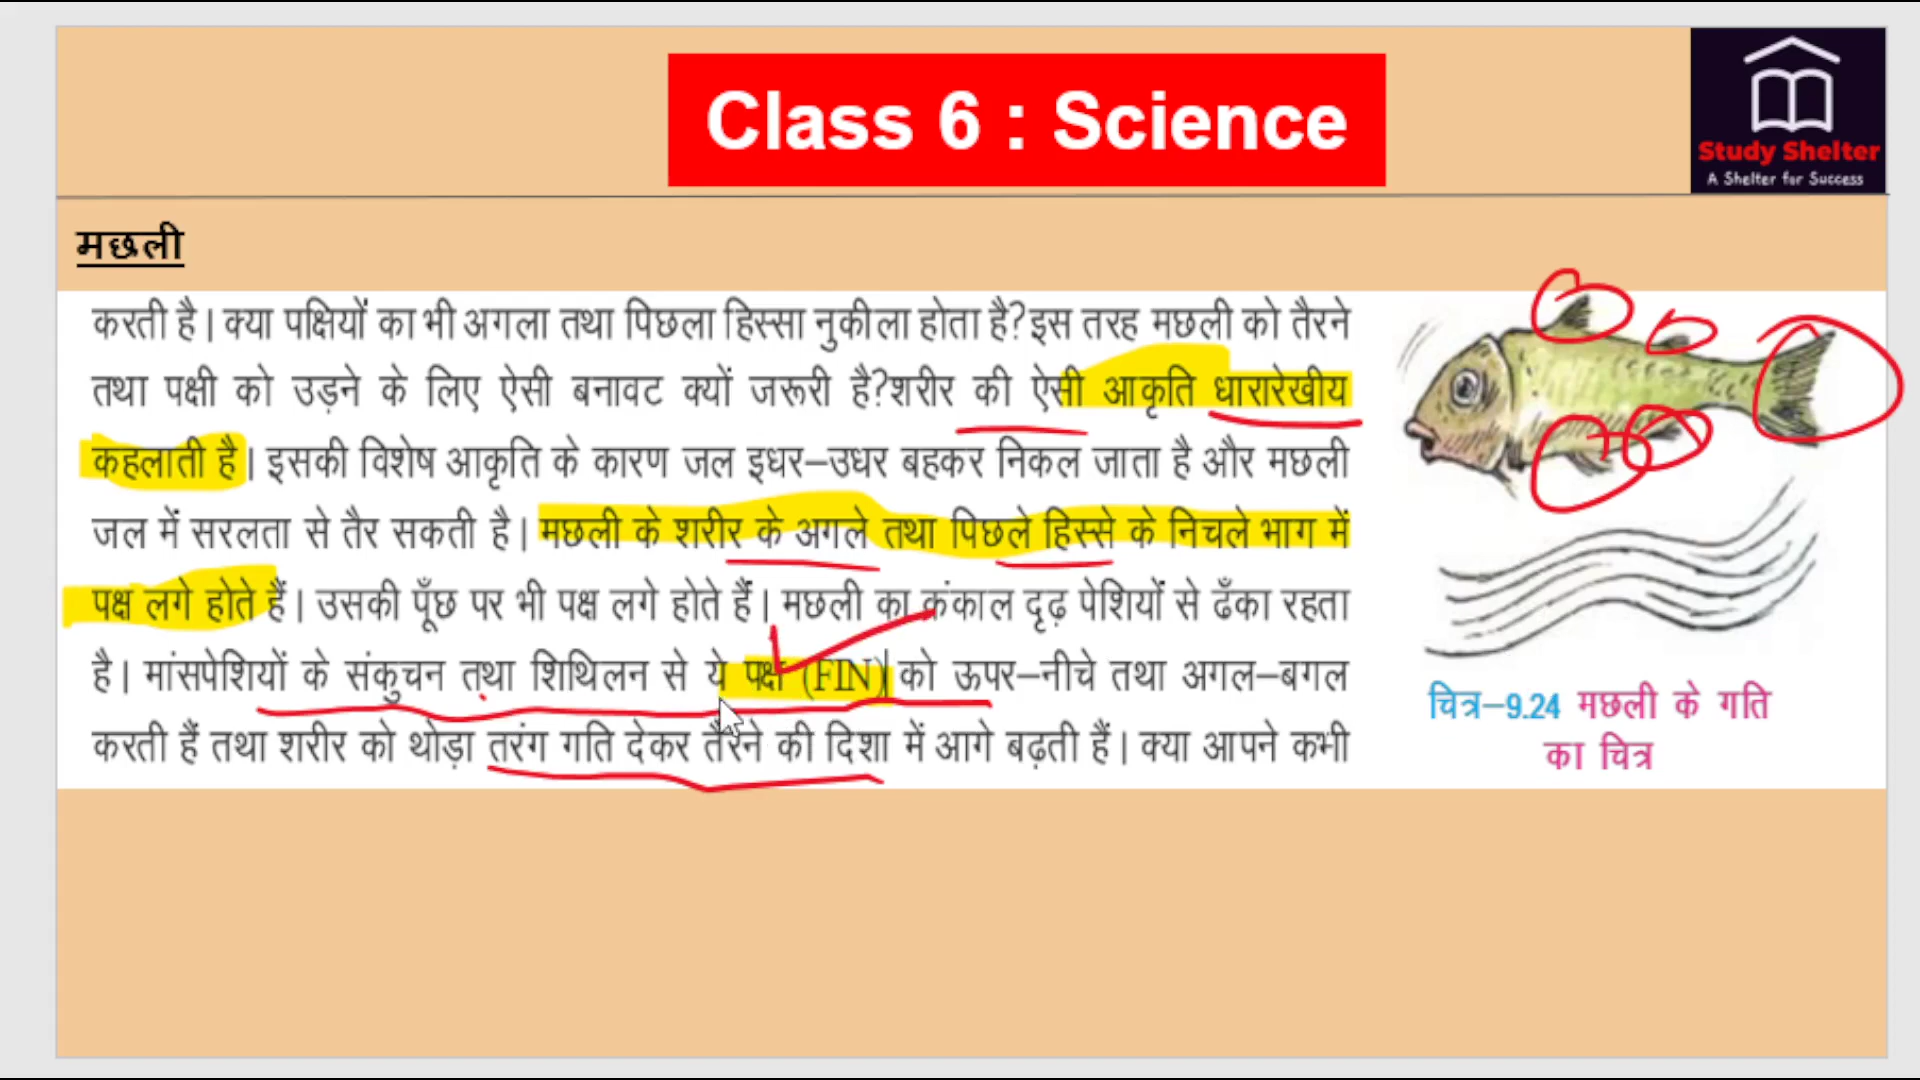 Class 6 : Science
Study Shelter
A Shelter for Success
मछली
करती है। क्या पक्षियों का भी अगला तथा पिछला हिस्सा नुकीला होता है?इस तरह मछली को तैरने
तथा पक्षी को उड़ने के लिए ऐसी बनावट क्यों जरूरी है?शरीर की ऐसी आकृति धारारेखीय
कहलाती है। इसकी विशेष आकृति के कारण जल इधर–उधर बहकर निकल जाता है और मछली
जल में सरलता से तैर सकती है। मछली के शरीर के अगले तथा पिछले हिस्से के निचले भाग में
पक्ष लगे होते हैं। उसकी पूँछ पर भी पक्ष लगे होते हैं। मछली का कंकाल दृढ़ पेशियों से ढँका रहता
है। मांसपेशियों के संकुचन तथा शिथिलन से ये पक्ष (FIN) को ऊपर–नीचे तथा अगल–बगल
करती हैं तथा शरीर को थोड़ा तरंग गति देकर तैरने की दिशा में आगे बढ़ती हैं। क्या आपने कभी
चित्र–9.24 मछली के गति
का चित्र